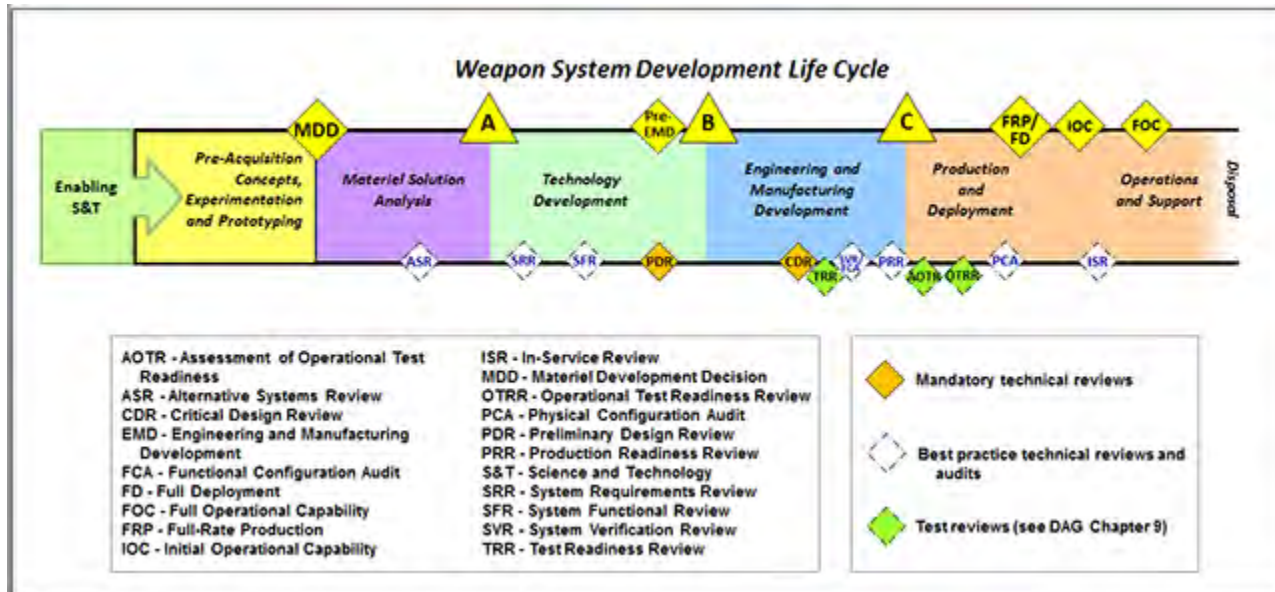 Weapon System Development Life Cycle
MDD
A
Pre-
EMD
B
C
FRP/
FD
IOC
FOC
Enabling
S&T
Pre-Acquisition
Concepts,
Experimentation
and Prototyping
Materiel Solution
Analysis
Technology
Development
Engineering and
Manufacturing
Development
Production
and
Deployment
Operations
and Support
Disposal
ASR
SRR
SFR
PDR
CDR
TRR
SVR
FCA
PRR
AOTR
OTRR
PCA
ISR
AOTR - Assessment of Operational Test
Readiness
ASR - Alternative Systems Review
CDR - Critical Design Review
EMD - Engineering and Manufacturing
Development
FCA - Functional Configuration Audit
FD - Full Deployment
FOC - Full Operational Capability
FRP - Full-Rate Production
IOC - Initial Operational Capability
ISR - In-Service Review
MDD - Materiel Development Decision
OTRR - Operational Test Readiness Review
PCA - Physical Configuration Audit
PDR - Preliminary Design Review
PRR - Production Readiness Review
S&T - Science and Technology
SRR - System Requirements Review
SFR - System Functional Review
SVR - System Verification Review
TRR - Test Readiness Review
Mandatory technical reviews
Best practice technical reviews and
audits
Test reviews (see DAG Chapter 9)